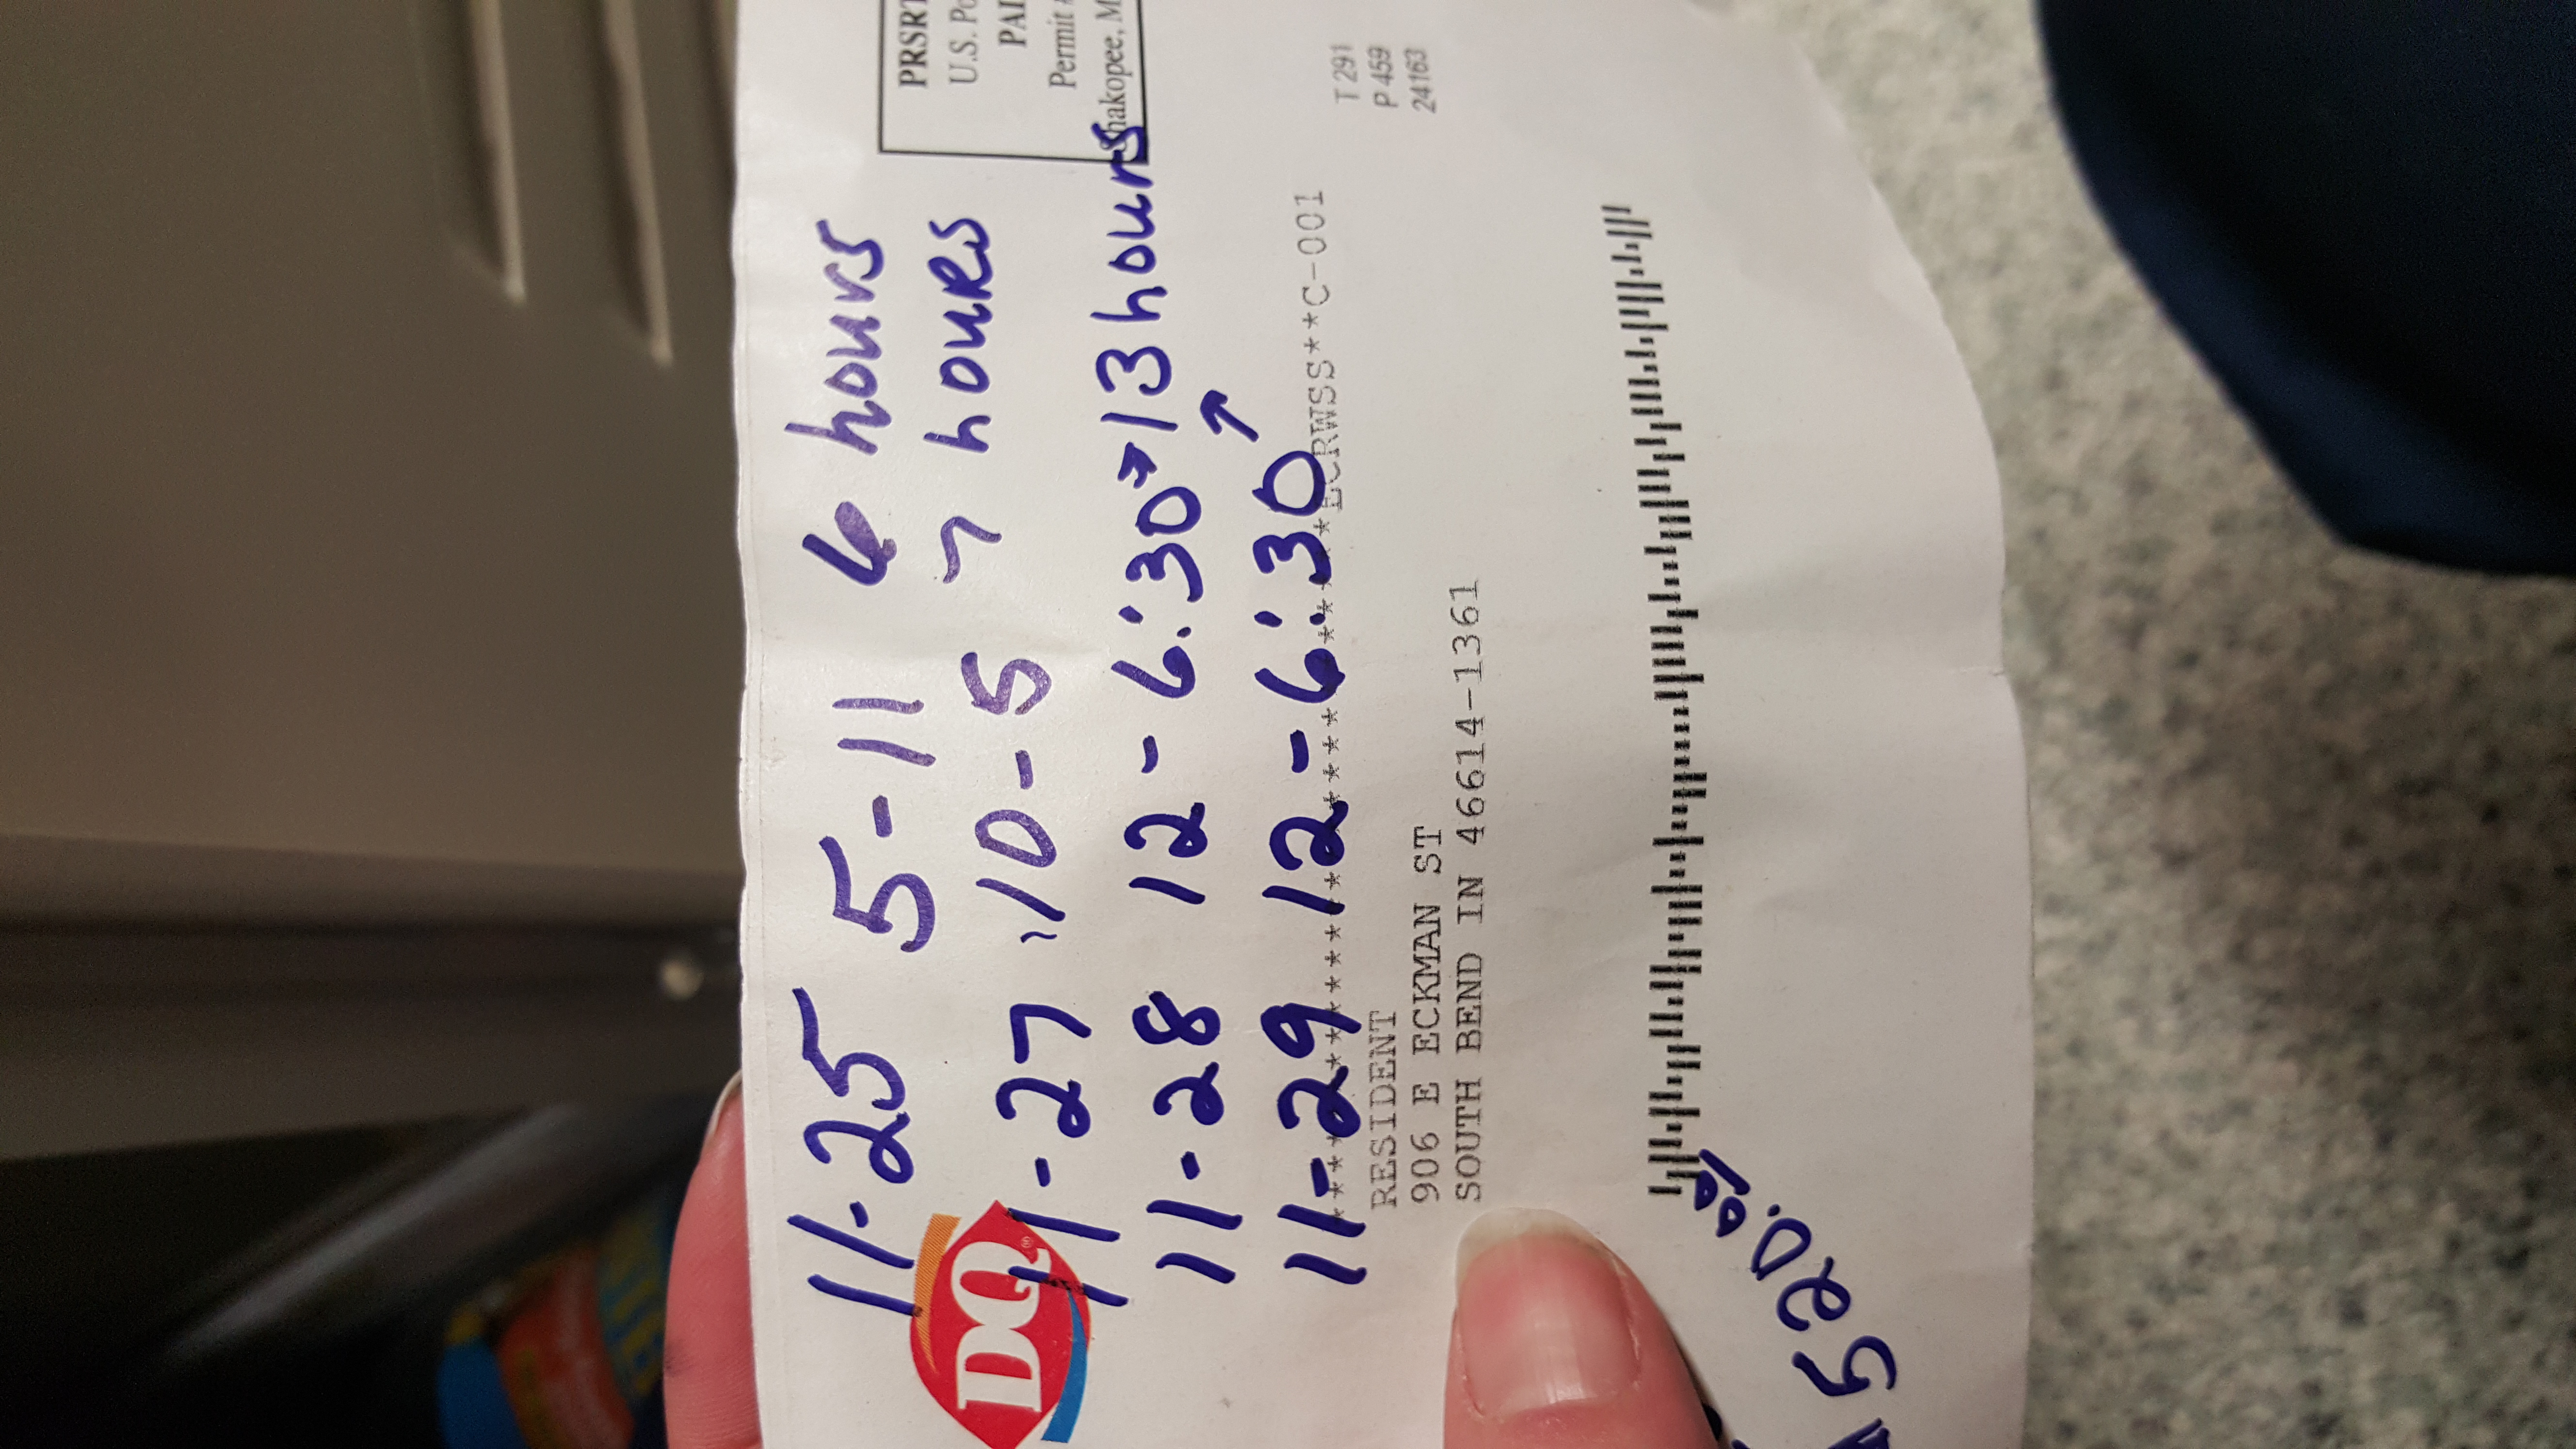 PRSRT
U.S. Po
PAI
Permit #
Shakopee, M
11-25 5-11 6 hours
DQ®
11-27 10-5 7 hours
11-28 12-6:30 → 13 hours
11-29 12-6:30 ↗
T 291
P 459
24163
*****************************ECRWSS**C-001
RESIDENT
906 E ECKMAN ST
SOUTH BEND IN 46614-1361
520.00